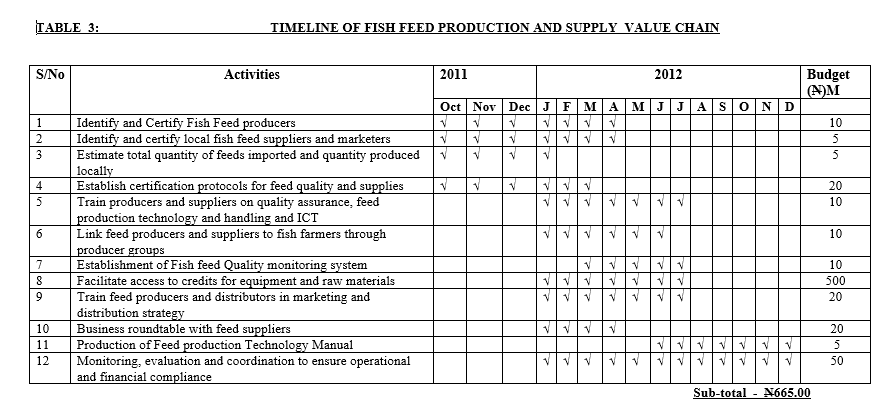 TABLE 3: TIMELINE OF FISH FEED PRODUCTION AND SUPPLY VALUE CHAIN
S/No Activities 2011 2012 Budget
(₦)M
Oct Nov Dec J F M A M J J A S O N D
1 Identify and Certify Fish Feed producers √ √ √ √ √ √ √ 10
2 Identify and certify local fish feed suppliers and marketers √ √ √ √ √ √ √ 5
3 Estimate total quantity of feeds imported and quantity produced √ √ √ √ 5
locally
4 Establish certification protocols for feed quality and supplies √ √ √ √ √ √ 20
5 Train producers and suppliers on quality assurance, feed √ √ √ √ √ √ √ 10
production technology and handling and ICT
6 Link feed producers and suppliers to fish farmers through √ √ √ √ √ √ 10
producer groups
7 Establishment of Fish feed Quality monitoring system √ √ √ √ √ 10
8 Facilitate access to credits for equipment and raw materials √ √ √ √ √ √ √ 500
9 Train feed producers and distributors in marketing and √ √ √ √ √ √ √ 20
distribution strategy
10 Business roundtable with feed suppliers √ √ √ √ 20
11 Production of Feed production Technology Manual √ √ √ √ √ √ √ 5
12 Monitoring, evaluation and coordination to ensure operational √ √ √ √ √ √ √ √ √ √ √ √ 50
and financial compliance
Sub-total - ₦665.00